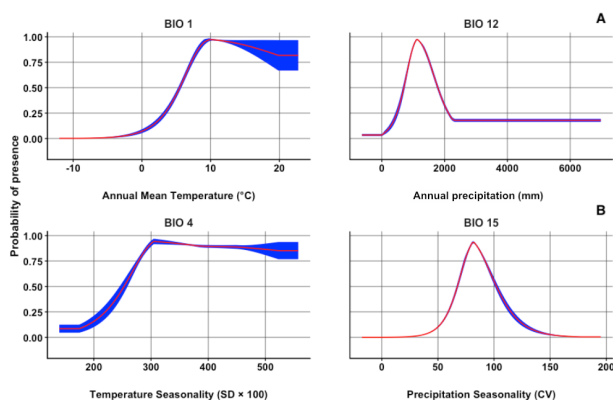 BIO 1
BIO 12
A
1.00
0.75
0.50
0.25
0.00
-10
0
10
20
0
2000
4000
6000
Annual Mean Temperature (°C)
Annual precipitation (mm)
Probability of presence
BIO 4
BIO 15
B
1.00
0.75
0.50
0.25
0.00
200
300
400
500
0
50
100
150
200
Temperature Seasonality (SD × 100)
Precipitation Seasonality (CV)